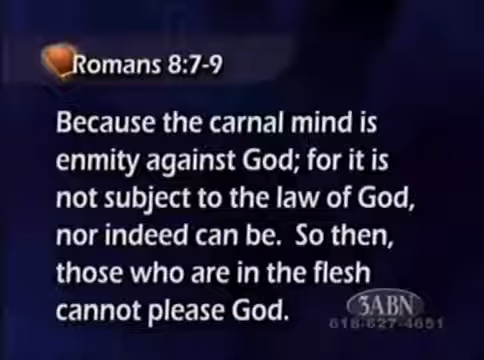 Romans 8:7-9
Because the carnal mind is
enmity against God; for it is
not subject to the law of God,
nor indeed can be. So then,
those who are in the flesh
cannot please God.
3ABN
618-627-4651